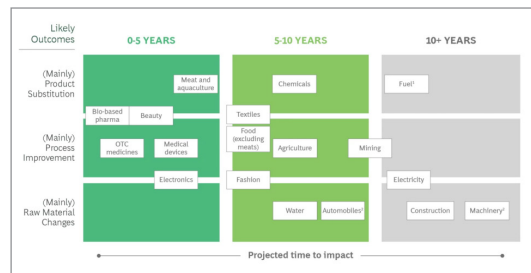 Likely
Outcomes
0-5 YEARS
5-10 YEARS
10+ YEARS
(Mainly)
Product
Substitution
Meat and
aquaculture
Chemicals
Fuel¹
Bio-based
pharma
Beauty
Textiles
(Mainly)
Process
Improvement
OTC
medicines
Medical
devices
Food
(excluding
meats)
Agriculture
Mining
Electronics
Fashion
Electricity
(Mainly)
Raw Material
Changes
Water
Automobiles²
Construction
Machinery²
Projected time to impact